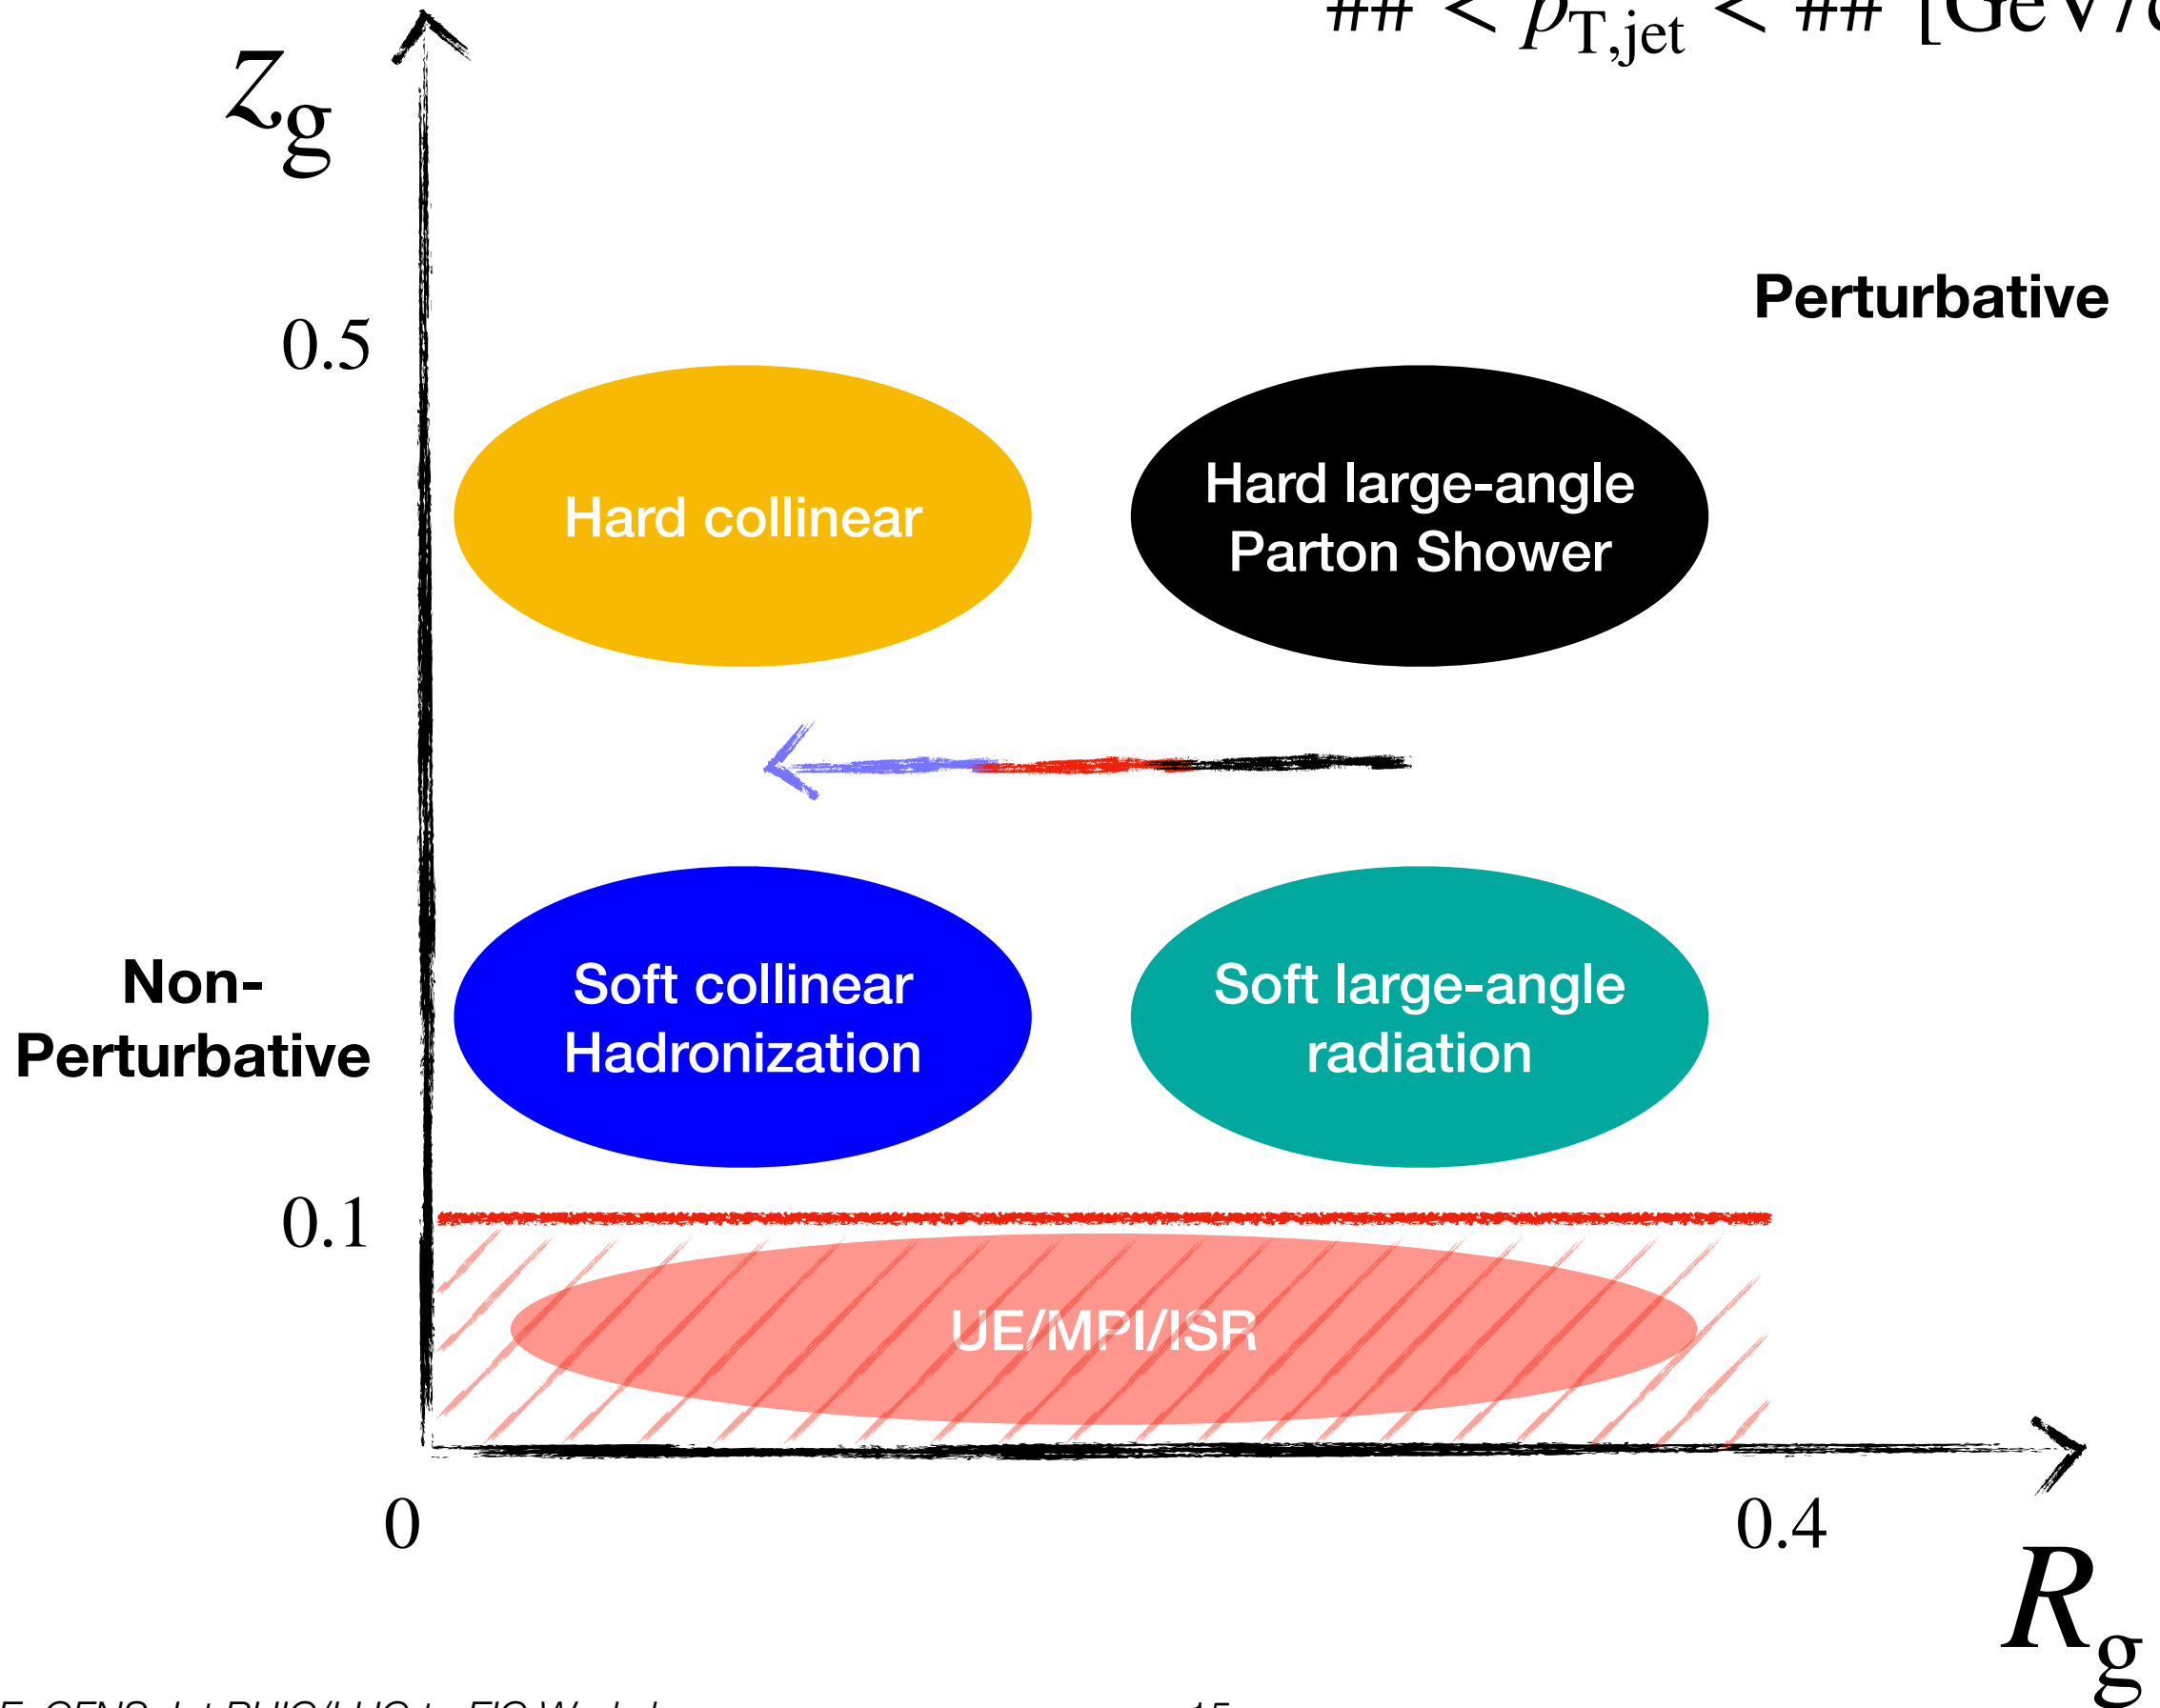 ## < pT,jet < ## [GeV/c
zg
0.5
Perturbative
Hard collinear
Hard large-angle
Parton Shower
Non-
Perturbative
Soft collinear
Hadronization
Soft large-angle
radiation
0.1
UE/MPI/ISR
0
0.4
Rg
15